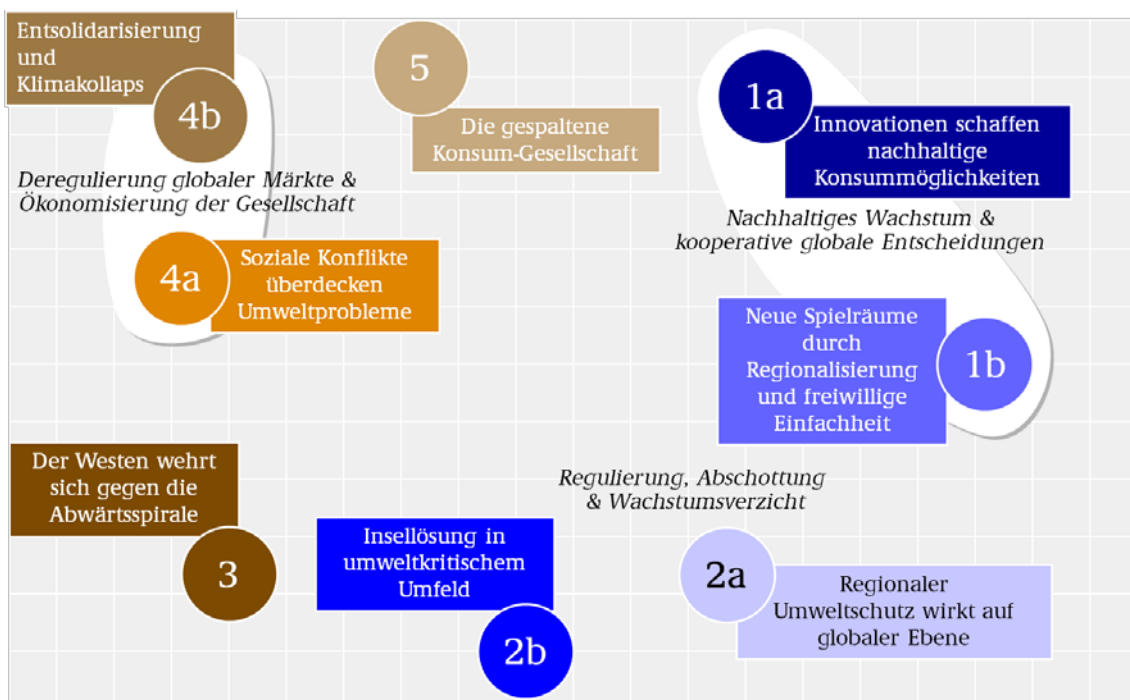 Entsolidarisierung
und
Klimakollaps
4b
5
Die gespaltene
Konsum-Gesellschaft
1a
Innovationen schaffen
nachhaltige
Konsummöglichkeiten
Deregulierung globaler Märkte &
Ökonomisierung der Gesellschaft
Nachhaltiges Wachstum &
kooperative globale Entscheidungen
4a
Soziale Konflikte
überdecken
Umweltprobleme
Neue Spielräume
durch
Regionalisierung
und freiwillige
Einfachheit
1b
Der Westen wehrt
sich gegen die
Abwärtsspirale
3
Regulierung, Abschottung
& Wachstumsverzicht
Insellösung in
umweltkritischem
Umfeld
2b
2a
Regionaler
Umweltschutz wirkt auf
globaler Ebene